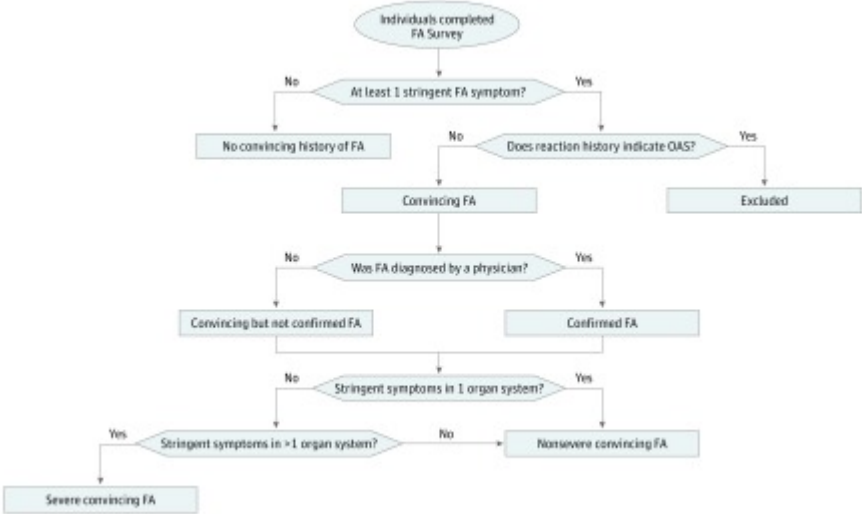 Individuals completed
FA Survey
No
Yes
At least 1 stringent FA symptom?
No convincing history of FA
No
Does reaction history indicate OAS?
Yes
Convincing FA
Excluded
No
Yes
Was FA diagnosed by a physician?
Convincing but not confirmed FA
Confirmed FA
No
Stringent symptoms in 1 organ system?
Yes
Yes
Stringent symptoms in >1 organ system?
No
Nonsevere convincing FA
Severe convincing FA